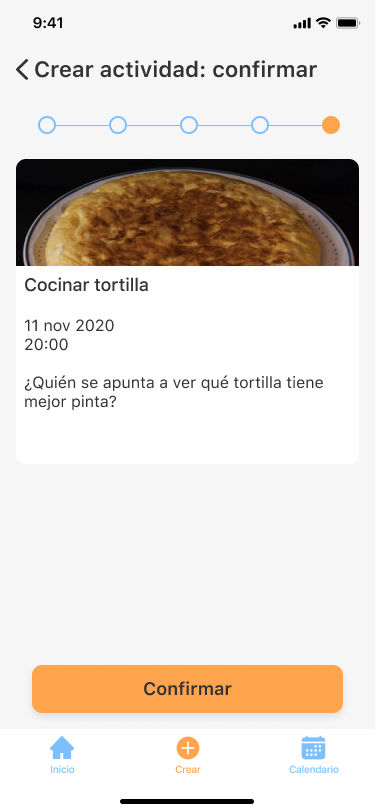 9:41
Crear actividad: confirmar
Cocinar tortilla
11 nov 2020
20:00
¿Quién se apunta a ver qué tortilla tiene
mejor pinta?
Confirmar
Inicio
Crear
Calendario